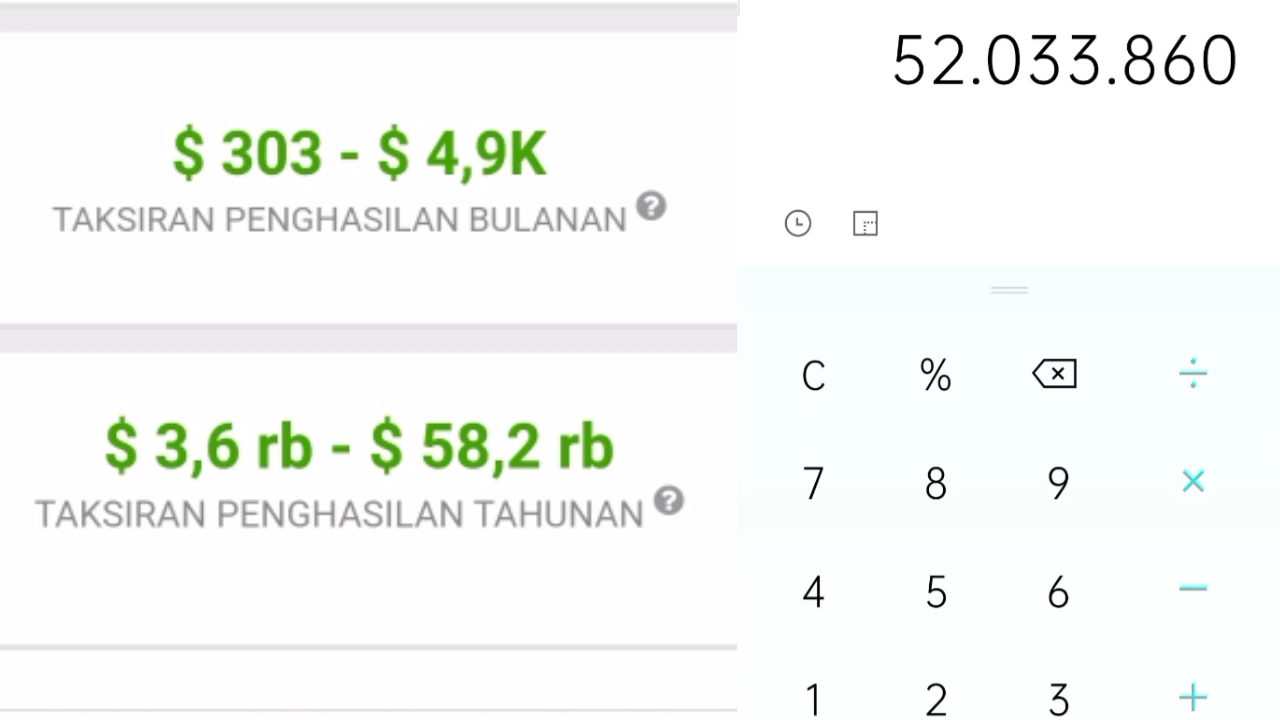 $ 303 - $ 4,9K
TAKSIRAN PENGHASILAN BULANAN ?
$ 3,6 rb - $ 58,2 rb
TAKSIRAN PENGHASILAN TAHUNAN ?
52.033.860
C % ÷
7 8 9 ×
4 5 6 −
1 2 3 +